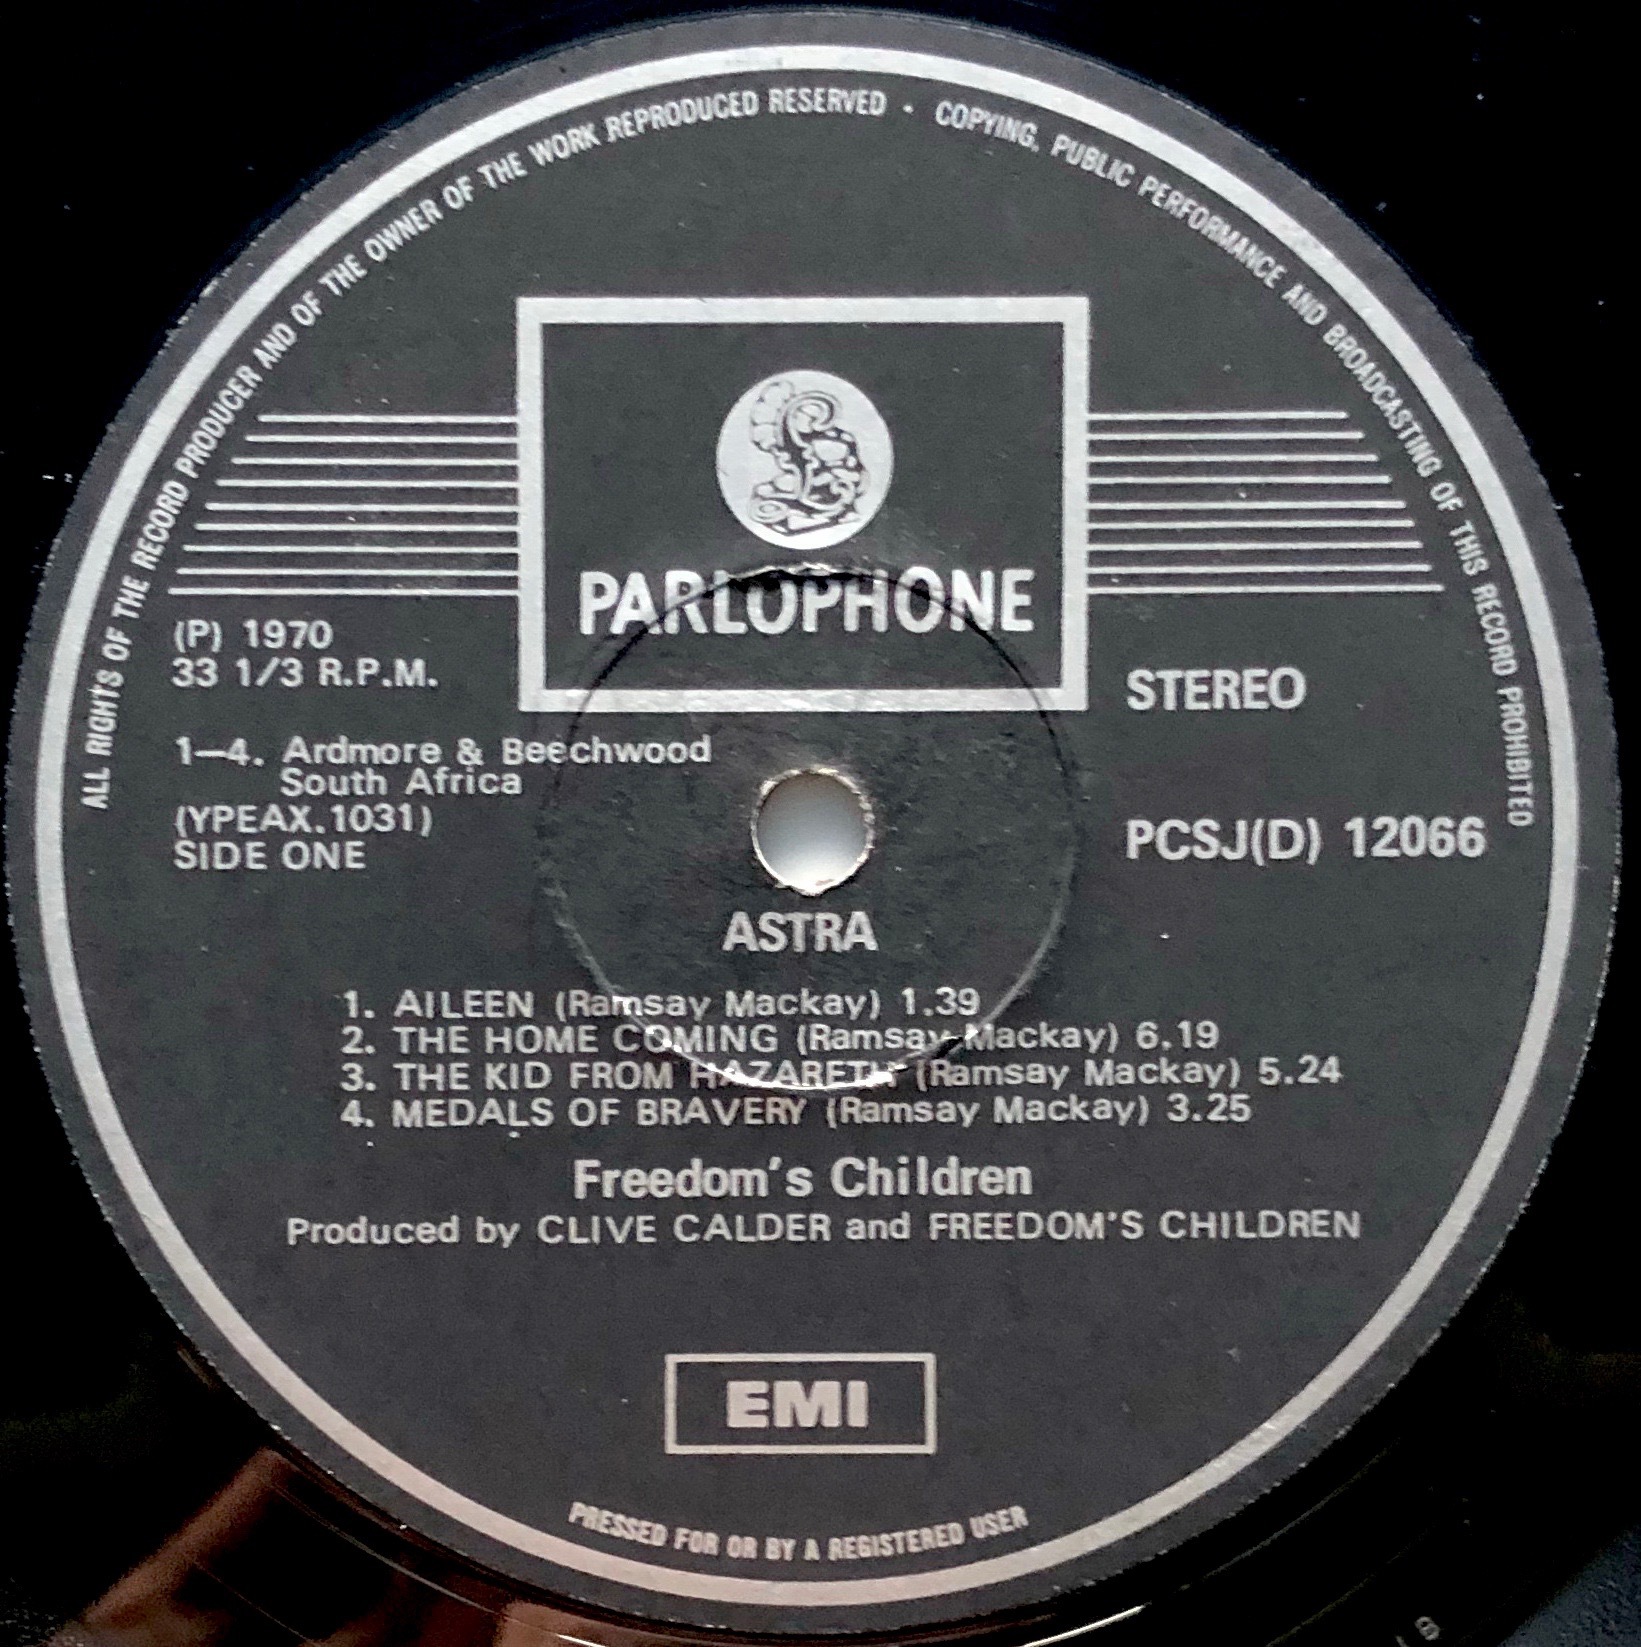 ALL RIGHTS OF THE RECORD PRODUCER AND OF THE OWNER OF THE WORK REPRODUCED RESERVED · COPYING, PUBLIC PERFORMANCE AND BROADCASTING OF THIS RECORD PROHIBITED
PARLOPHONE
(P) 1970
33 1/3 R.P.M.
STEREO
1–4. Ardmore & Beechwood
South Africa
(YPEAX.1031)
SIDE ONE
PCSJ(D) 12066
ASTRA
1. AILEEN (Ramsay Mackay) 1.39
2. THE HOME COMING (Ramsay Mackay) 6.19
3. THE KID FROM HAZARETH (Ramsay Mackay) 5.24
4. MEDALS OF BRAVERY (Ramsay Mackay) 3.25
Freedom's Children
Produced by CLIVE CALDER and FREEDOM'S CHILDREN
EMI
PRESSED FOR OR BY A REGISTERED USER